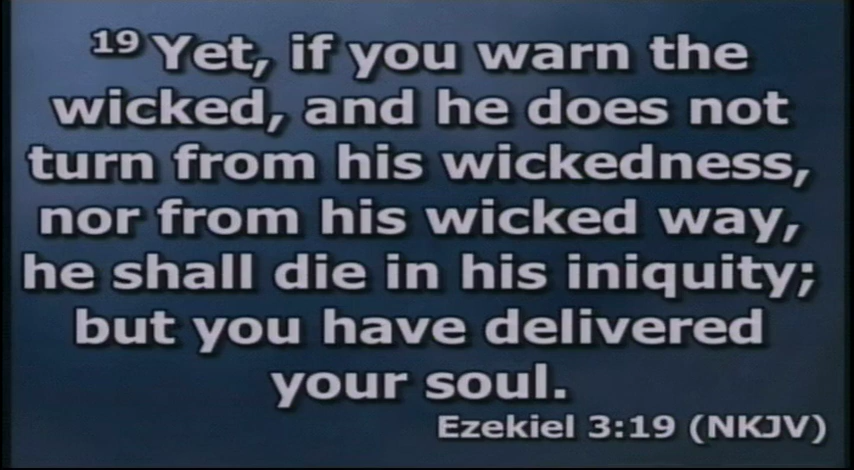 19 Yet, if you warn the
wicked, and he does not
turn from his wickedness,
nor from his wicked way,
he shall die in his iniquity;
but you have delivered
your soul.
Ezekiel 3:19 (NKJV)